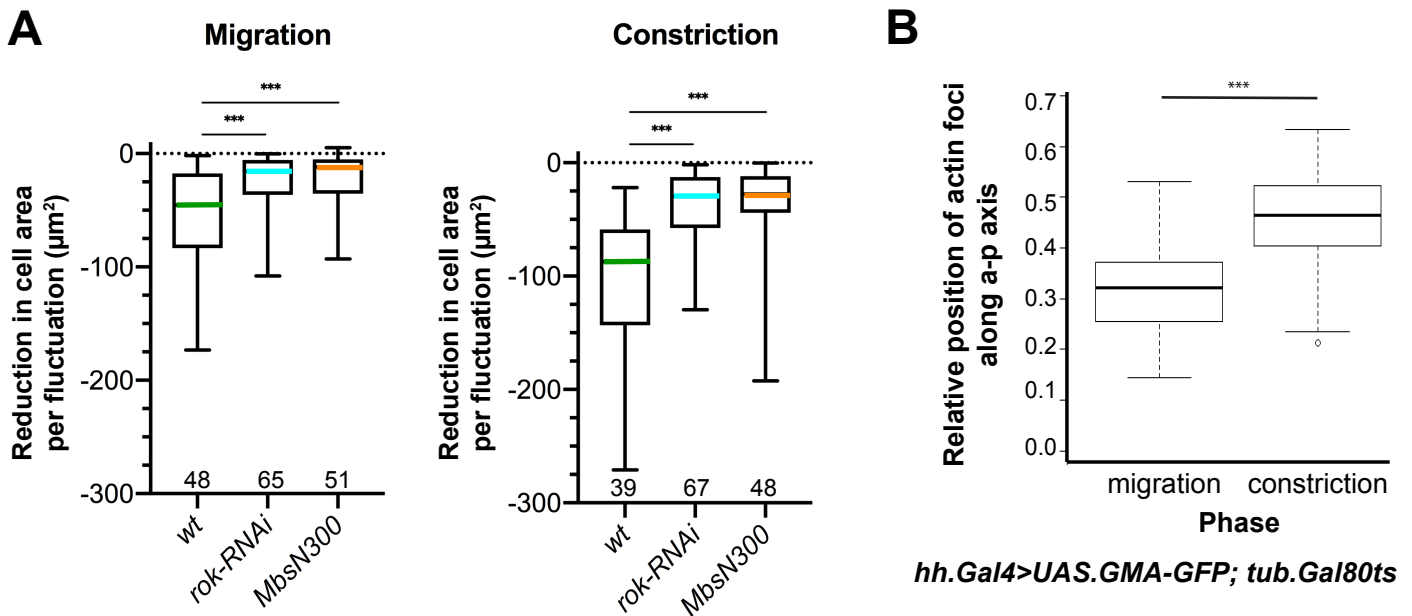 A
Migration
***
***
Reduction in cell area
per fluctuation (µm²)
0
-100
-200
-300
48
65
51
wt
rok-RNAi
MbsN300
Constriction
***
***
Reduction in cell area
per fluctuation (µm²)
0
-100
-200
-300
39
67
48
wt
rok-RNAi
MbsN300
B
***
Relative position of actin foci
along a-p axis
0.7
0.6
0.5
0.4
0.3
0.2
0.1
0.0
migration
constriction
Phase
hh.Gal4>UAS.GMA-GFP; tub.Gal80ts